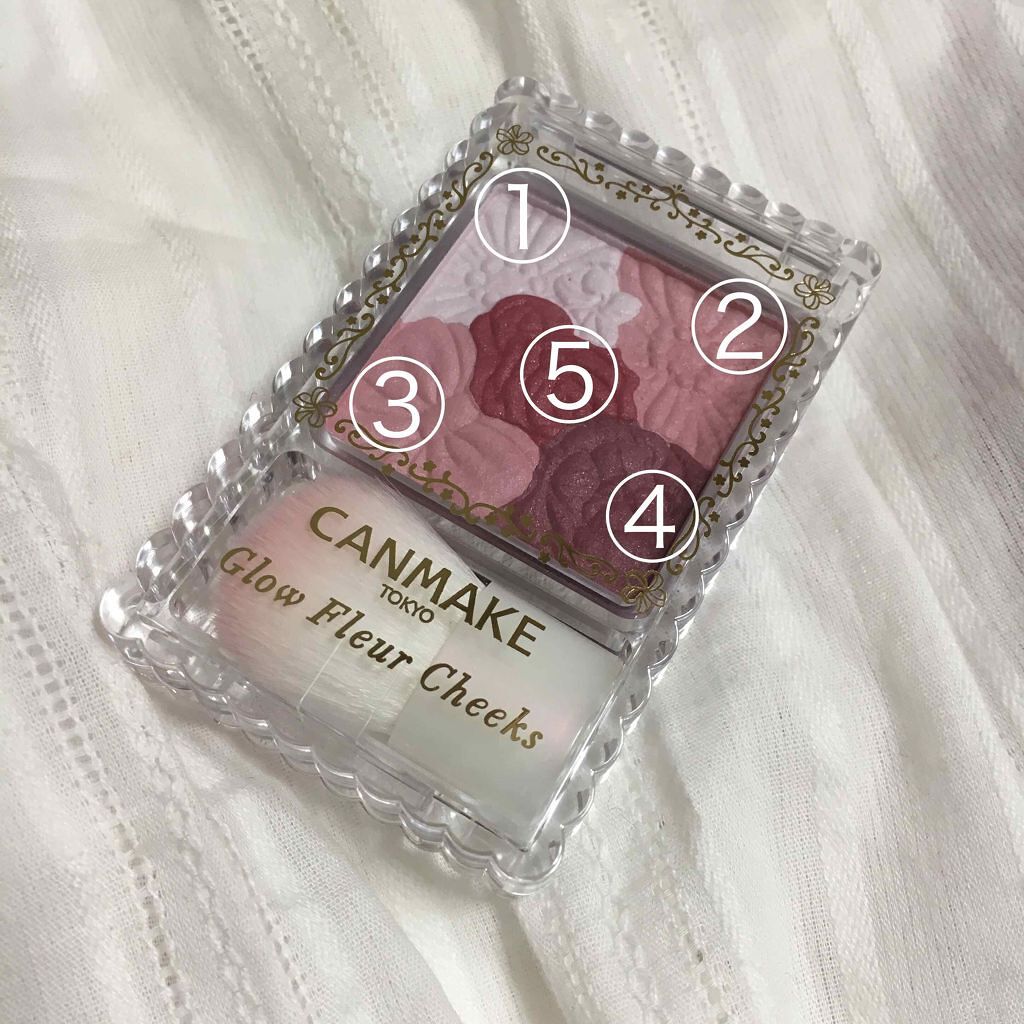 ①
②
③
⑤
④
CANMAKE
TOKYO
Glow Fleur Cheeks